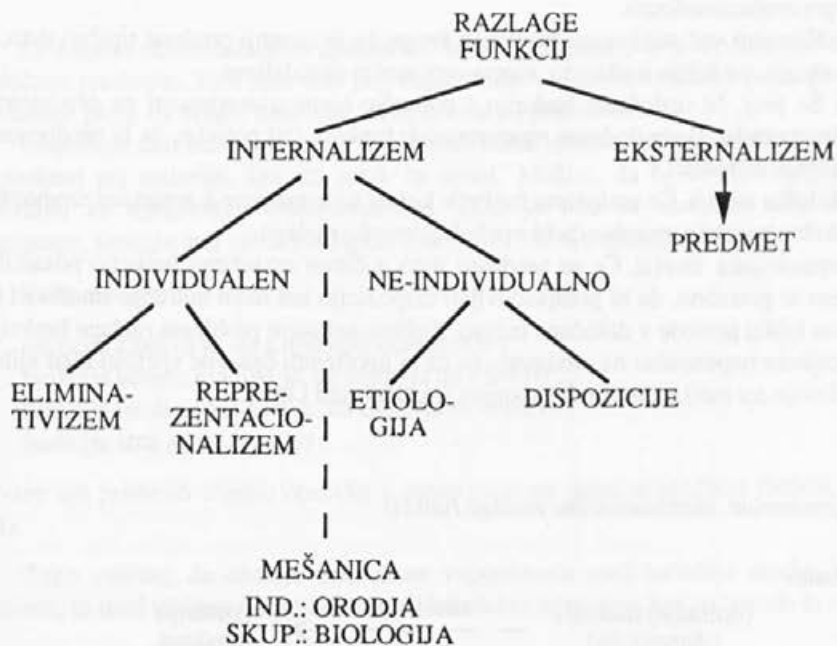 RAZLAGE
FUNKCIJ
INTERNALIZEM
EKSTERNALIZEM
PREDMET
INDIVIDUALEN
NE-INDIVIDUALNO
ELIMINA-
TIVIZEM
REPRE-
ZENTACIO-
NALIZEM
ETIOLO-
GIJA
DISPOZICIJE
MEŠANICA
IND.: ORODJA
SKUP.: BIOLOGIJA